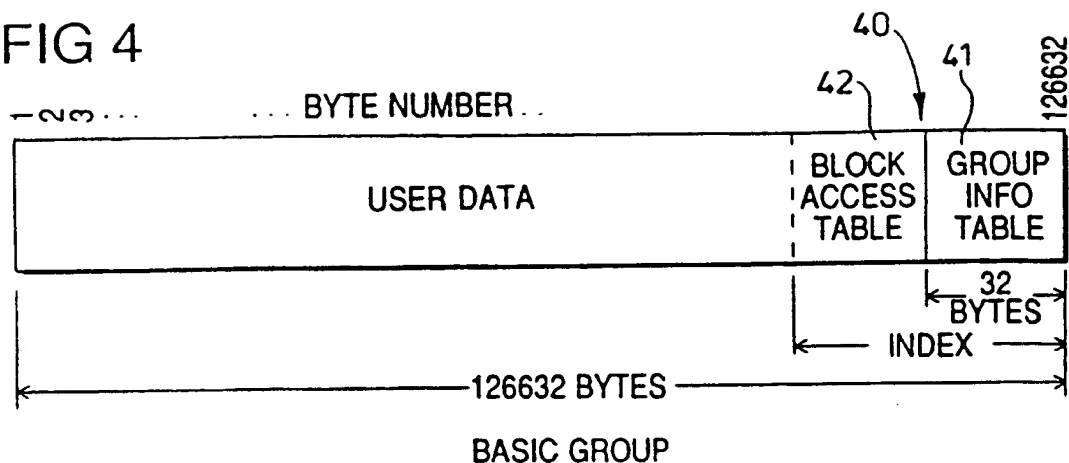 FIG 4
40
41
42
126632
1 2 3 ... ... BYTE NUMBER ...
USER DATA
BLOCK ACCESS TABLE
GROUP INFO TABLE
32 BYTES
INDEX
126632 BYTES
BASIC GROUP